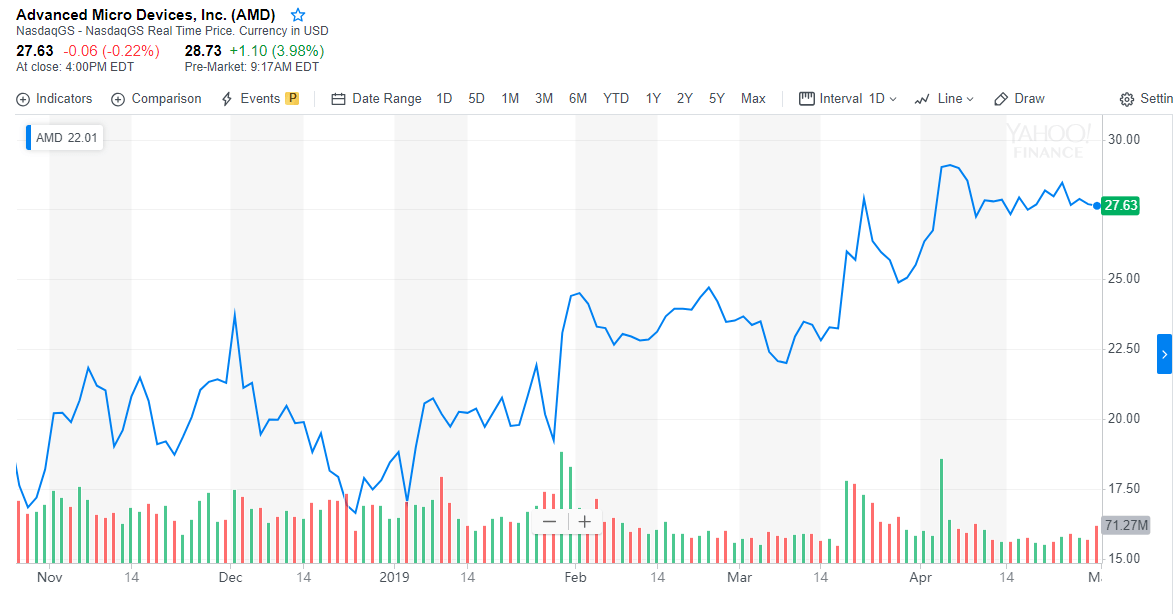 Advanced Micro Devices, Inc. (AMD)
NasdaqGS - NasdaqGS Real Time Price. Currency in USD
27.63 -0.06 (-0.22%) 28.73 +1.10 (3.98%)
At close: 4:00PM EDT Pre-Market: 9:17AM EDT
Indicators Comparison Events P Date Range 1D 5D 1M 3M 6M YTD 1Y 2Y 5Y Max Interval 1D Line Draw Settin
AMD 22.01
YAHOO!
FINANCE
30.00
27.63
25.00
22.50
20.00
17.50
71.27M
15.00
Nov 14 Dec 14 2019 14 Feb 14 Mar 14 Apr 14 M